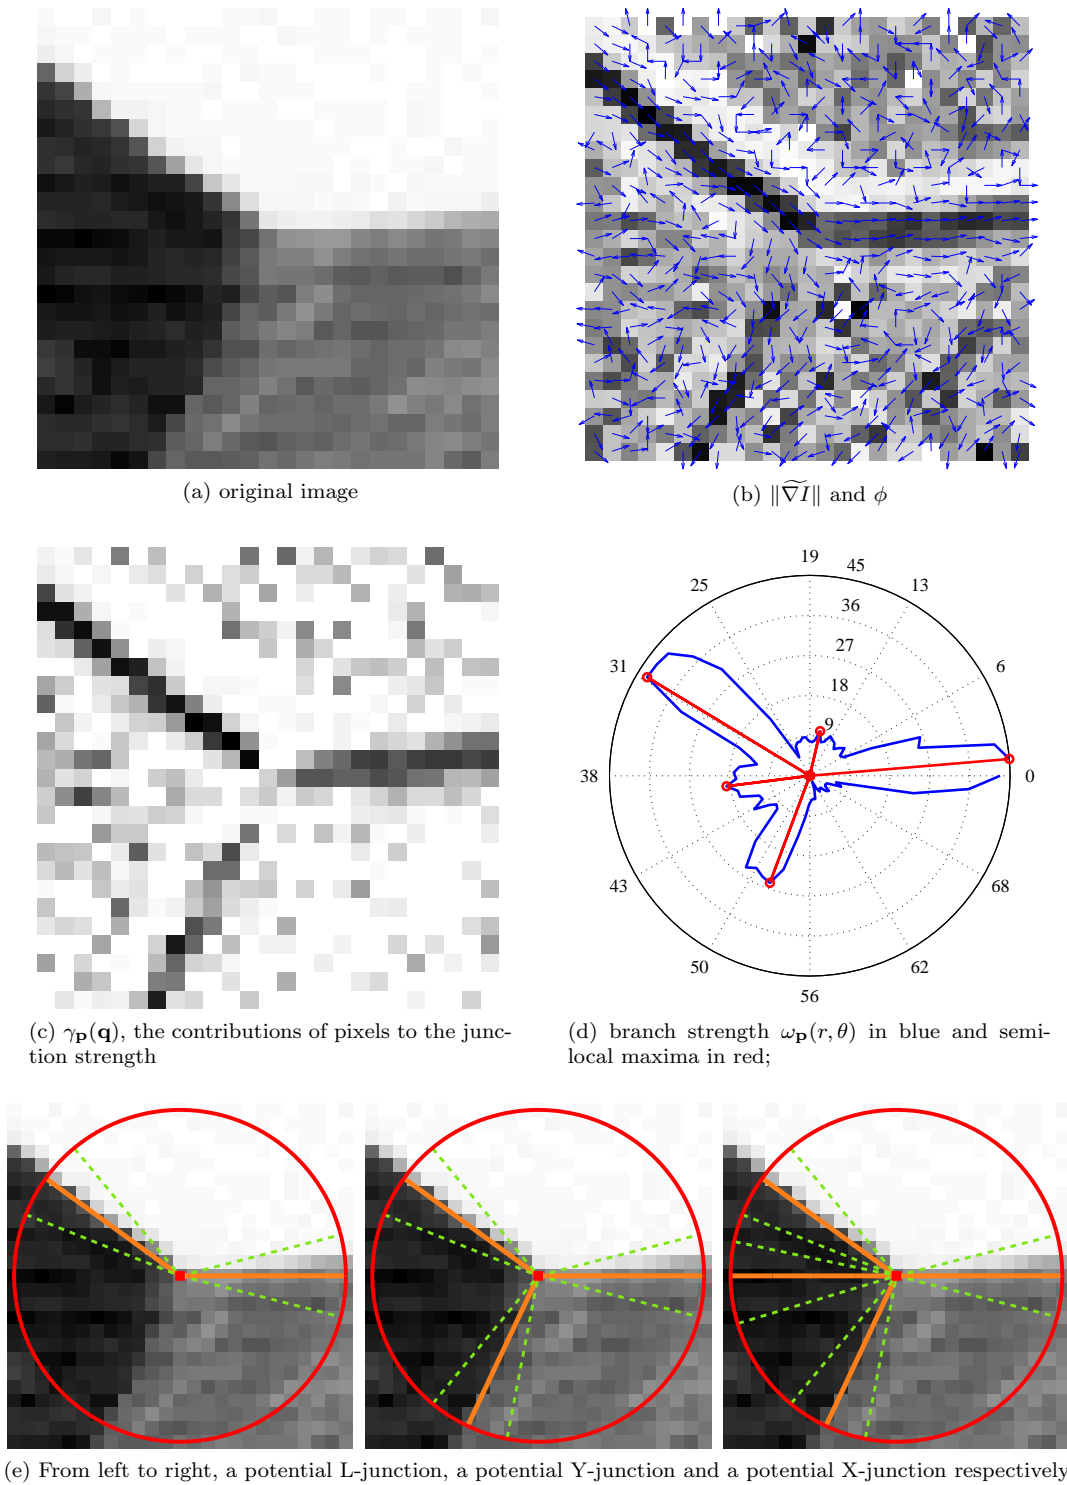 (a) original image
(b) ‖∇̃I‖ and ϕ
19
45
25
13
36
31
27
6
18
9
38
0
43
68
50
62
56
(c) γₚ(q), the contributions of pixels to the junc-
tion strength
(d) branch strength ωₚ(r, θ) in blue and semi-
local maxima in red;
(e) From left to right, a potential L-junction, a potential Y-junction and a potential X-junction respectively